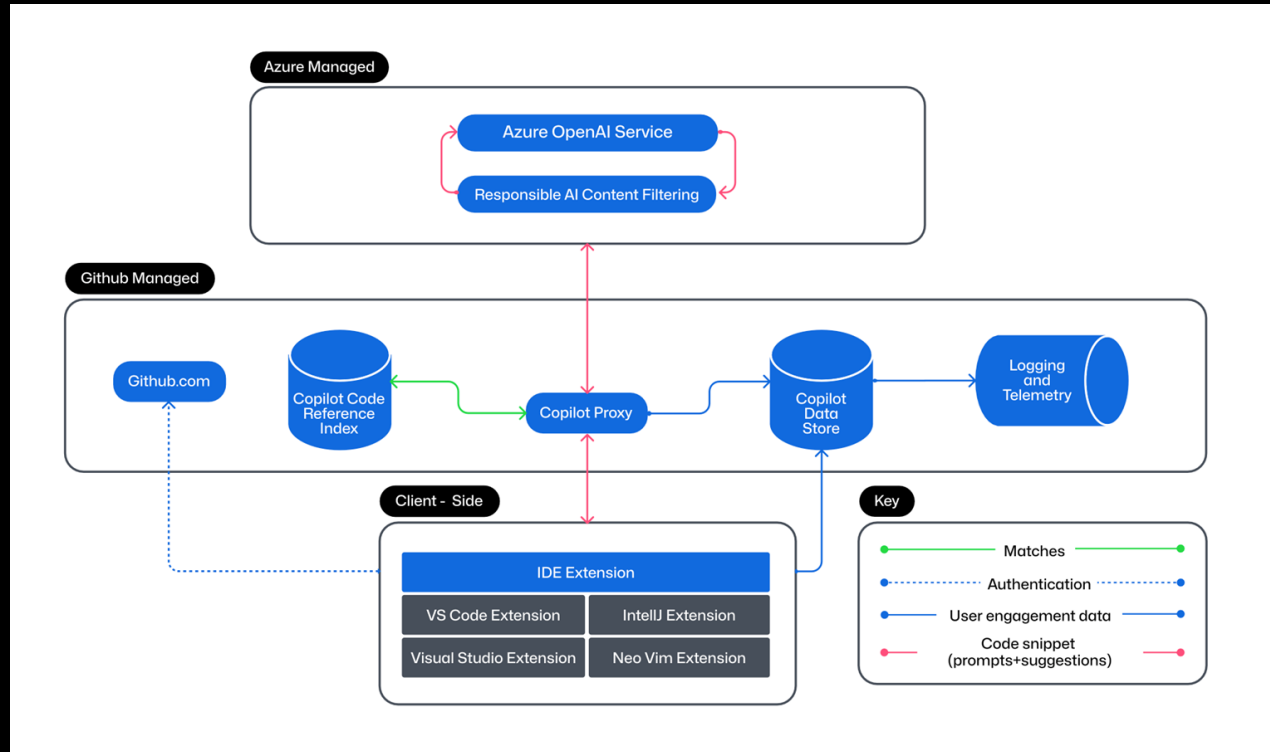 Azure Managed
Azure OpenAI Service
Responsible AI Content Filtering
Github Managed
Github.com
Copilot Code
Reference
Index
Copilot Proxy
Copilot
Data
Store
Logging
and
Telemetry
Client - Side
IDE Extension
VS Code Extension
IntellJ Extension
Visual Studio Extension
Neo Vim Extension
Key
Matches
Authentication
User engagement data
Code snippet
(prompts+suggestions)